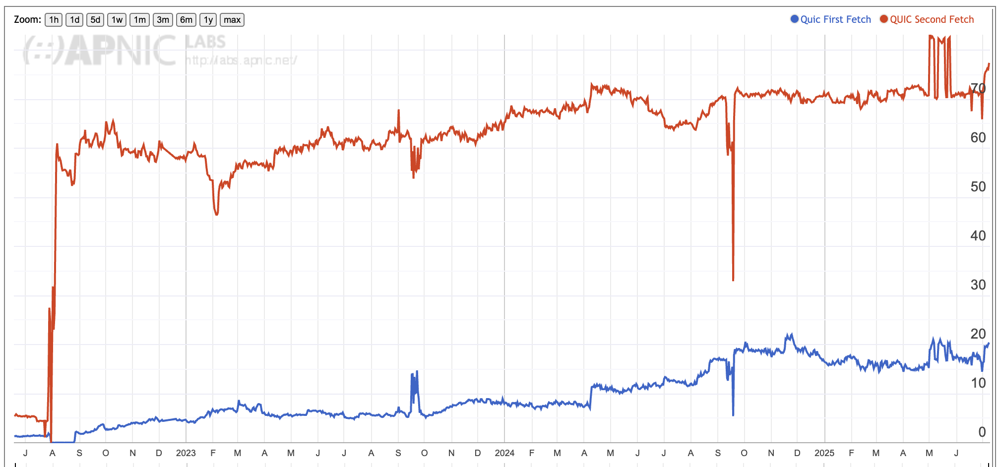 Zoom: 1h 1d 5d 1w 1m 3m 6m 1y max
Quic First Fetch QUIC Second Fetch
(::)APNIC LABS
http://labs.apnic.net/
70
60
50
40
30
20
10
0
J A S O N D 2023 F M A M J J A S O N D 2024 F M A M J J A S O N D 2025 F M A M J